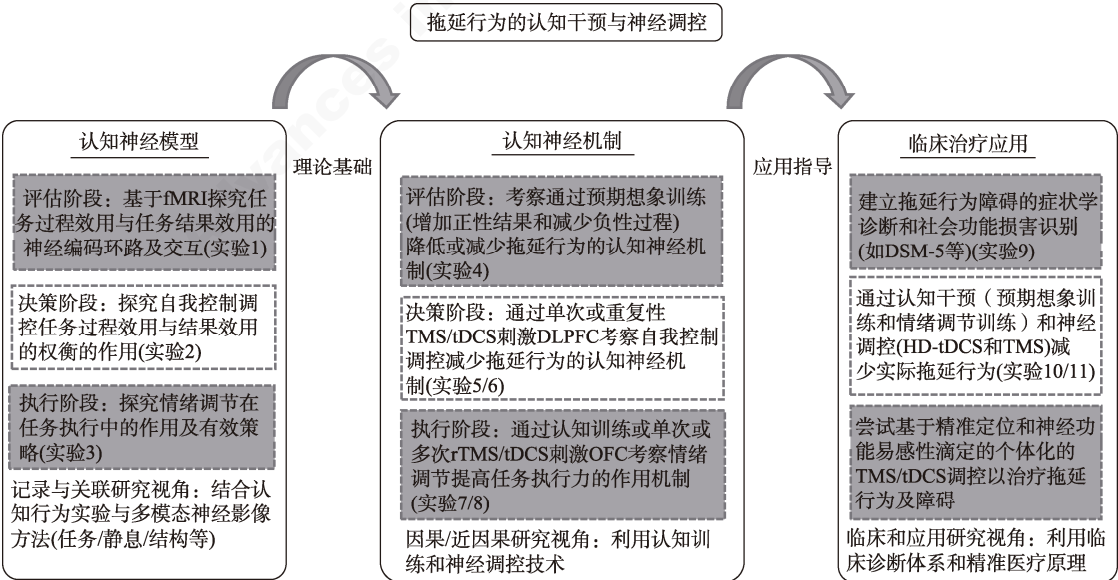 拖延行为的认知干预与神经调控
认知神经模型
评估阶段：基于fMRI探究任
务过程效用与任务结果效用的
神经编码环路及交互(实验1)
决策阶段：探究自我控制调
控任务过程效用与结果效用
的权衡的作用(实验2)
执行阶段：探究情绪调节在
任务执行中的作用及有效策
略(实验3)
记录与关联研究视角：结合认
知行为实验与多模态神经影像
方法(任务/静息/结构等)
理论基础
认知神经机制
评估阶段：考察通过预期想象训练
(增加正性结果和减少负性过程)
降低或减少拖延行为的认知神经机
制(实验4)
决策阶段：通过单次或重复性
TMS/tDCS刺激DLPFC考察自我控制
调控减少拖延行为的认知神经机
制(实验5/6)
执行阶段：通过认知训练或单次或
多次rTMS/tDCS刺激OFC考察情绪
调节提高任务执行力的作用机制
(实验7/8)
因果/近因果研究视角：利用认知训
练和神经调控技术
应用指导
临床治疗应用
建立拖延行为障碍的症状学
诊断和社会功能损害识别
(如DSM-5等)(实验9)
通过认知干预（预期想象训
练和情绪调节训练）和神经
调控(HD-tDCS和TMS)减
少实际拖延行为(实验10/11)
尝试基于精准定位和神经功
能易感性滴定的个体化的
TMS/tDCS调控以治疗拖延
行为及障碍
临床和应用研究视角：利用临
床诊断体系和精准医疗原理